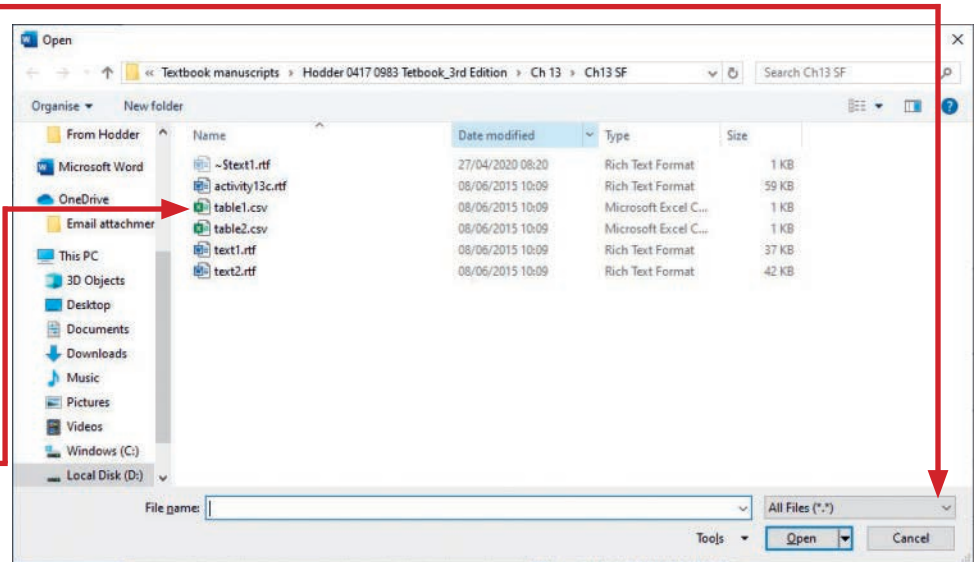 Open
« Textbook manuscripts › Hodder 0417 0983 Tetbook_3rd Edition › Ch 13 › Ch13 SF
Search Ch13 SF
Organise New folder
From Hodder
Microsoft Word
OneDrive
Email attachmer
This PC
3D Objects
Desktop
Documents
Downloads
Music
Pictures
Videos
Windows (C:)
Local Disk (D:)
Name Date modified Type Size
~$text1.rtf 27/04/2020 08:20 Rich Text Format 1 KB
activity13c.rtf 08/06/2015 10:09 Rich Text Format 59 KB
table1.csv 08/06/2015 10:09 Microsoft Excel C... 1 KB
table2.csv 08/06/2015 10:09 Microsoft Excel C... 1 KB
text1.rtf 08/06/2015 10:09 Rich Text Format 37 KB
text2.rtf 08/06/2015 10:09 Rich Text Format 42 KB
File name: All Files (*.*)
Tools Open Cancel